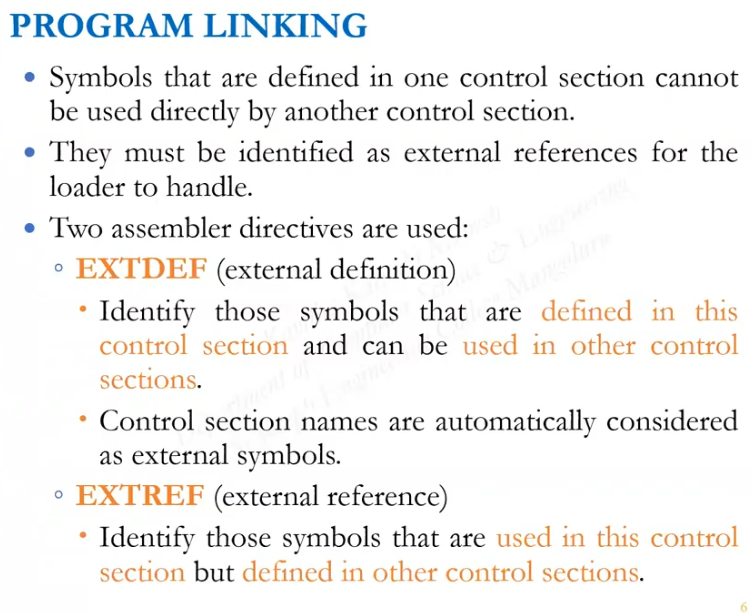 PROGRAM LINKING
• Symbols that are defined in one control section cannot
be used directly by another control section.
• They must be identified as external references for the
loader to handle.
• Two assembler directives are used:
◦ EXTDEF (external definition)
• Identify those symbols that are defined in this
control section and can be used in other control
sections.
• Control section names are automatically considered
as external symbols.
◦ EXTREF (external reference)
• Identify those symbols that are used in this control
section but defined in other control sections.
6